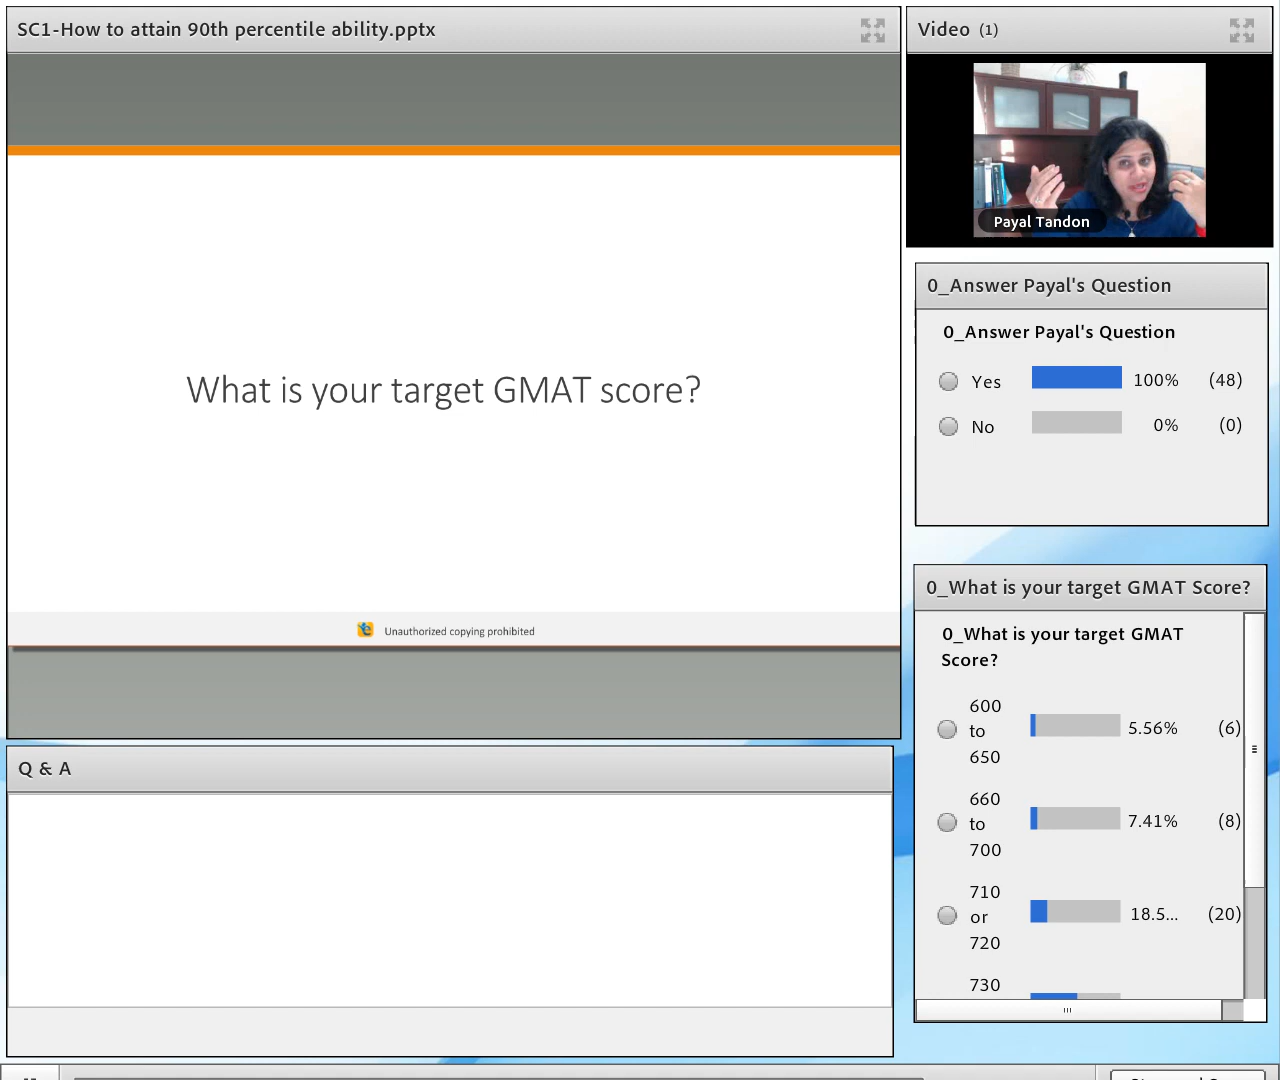 SC1-How to attain 90th percentile ability.pptx
What is your target GMAT score?
Unauthorized copying prohibited
Q & A
Video (1)
Payal Tandon
0_Answer Payal's Question
0_Answer Payal's Question
Yes 100% (48)
No 0% (0)
0_What is your target GMAT Score?
0_What is your target GMAT
Score?
600
to
650
5.56% (6)
660
to
700
7.41% (8)
710
or
720
18.5... (20)
730